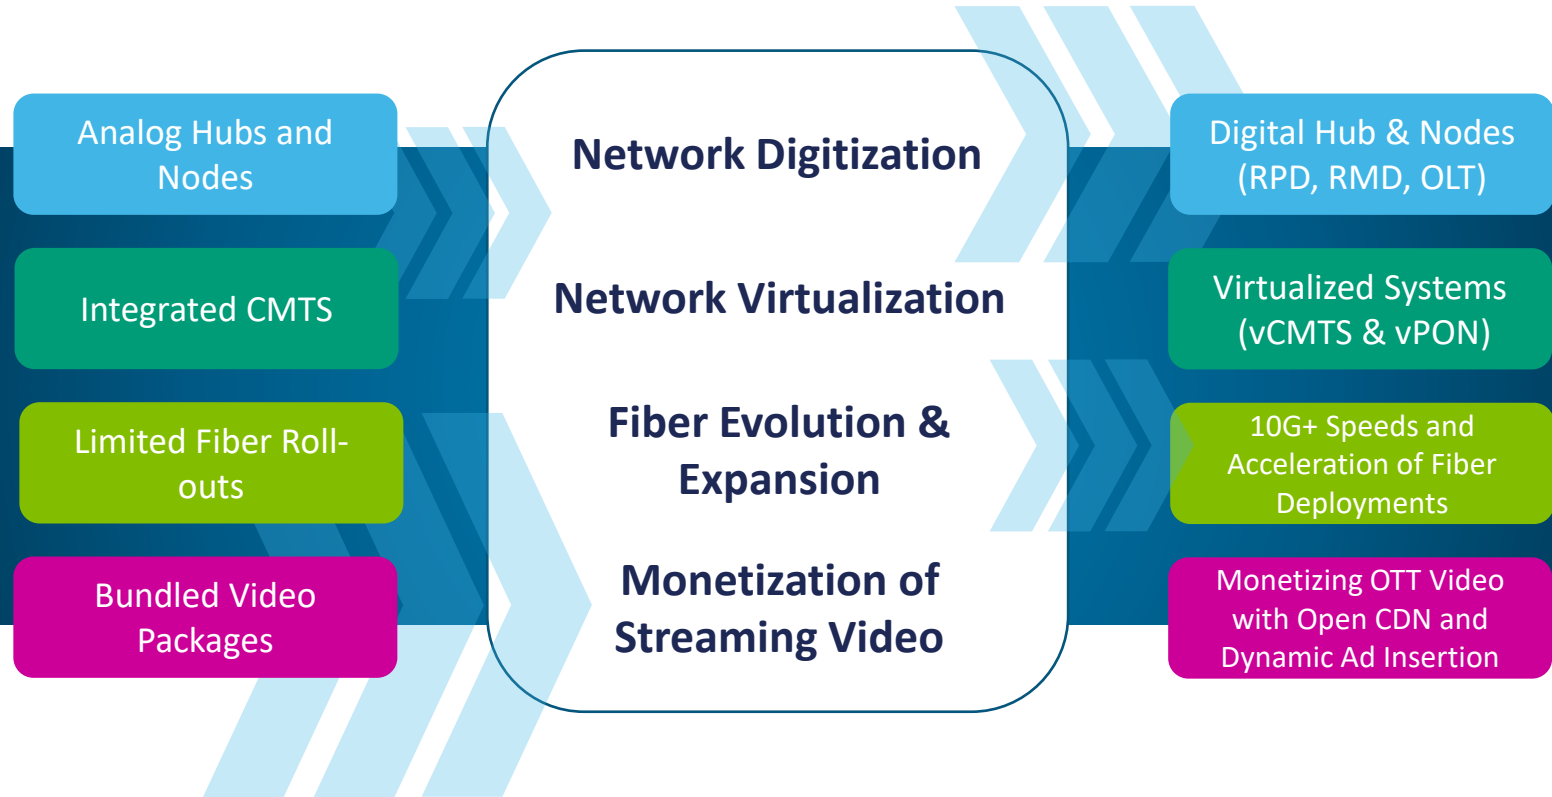 Analog Hubs and
Nodes
Network Digitization
Digital Hub & Nodes
(RPD, RMD, OLT)
Integrated CMTS
Network Virtualization
Virtualized Systems
(vCMTS & vPON)
Limited Fiber Roll-
outs
Fiber Evolution &
Expansion
10G+ Speeds and
Acceleration of Fiber
Deployments
Bundled Video
Packages
Monetization of
Streaming Video
Monetizing OTT Video
with Open CDN and
Dynamic Ad Insertion